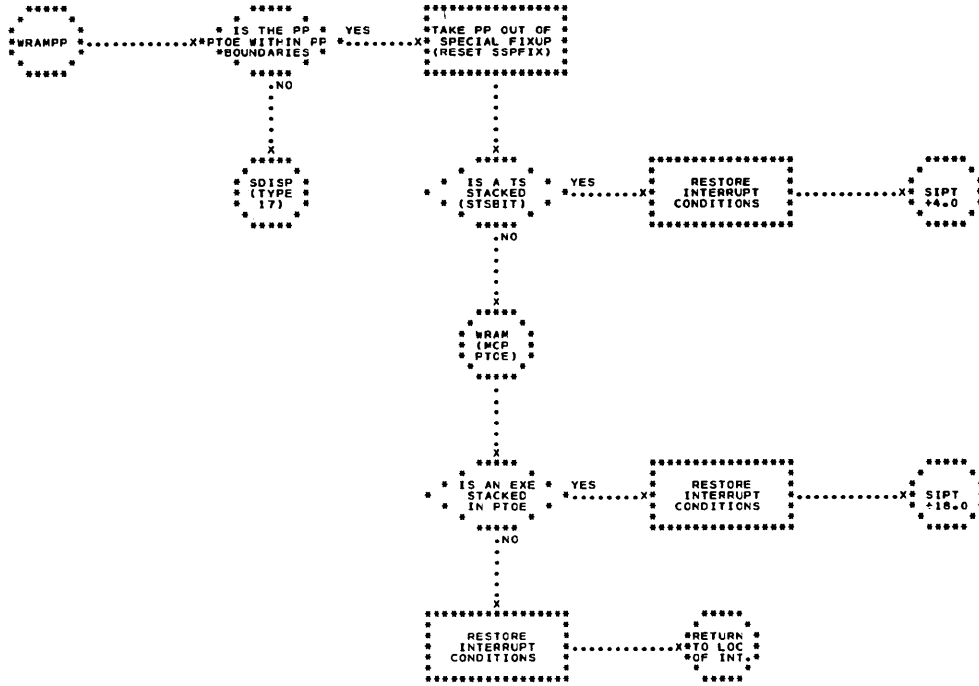 WRAMPP
IS THE PP
PTOE WITHIN PP
BOUNDARIES
YES
TAKE PP OUT OF
SPECIAL FIXUP
(RESET SSPFIX)
NO
SDISP
(TYPE
I7)
IS A TS
STACKED
(STSBIT)
YES
RESTORE
INTERRUPT
CONDITIONS
SIPT
+4.0
NO
WRAM
(MCP
PTOE)
IS AN EXE
STACKED
IN PTOE
YES
RESTORE
INTERRUPT
CONDITIONS
SIPT
+18.0
NO
RESTORE
INTERRUPT
CONDITIONS
RETURN
TO LOC
OF INT.